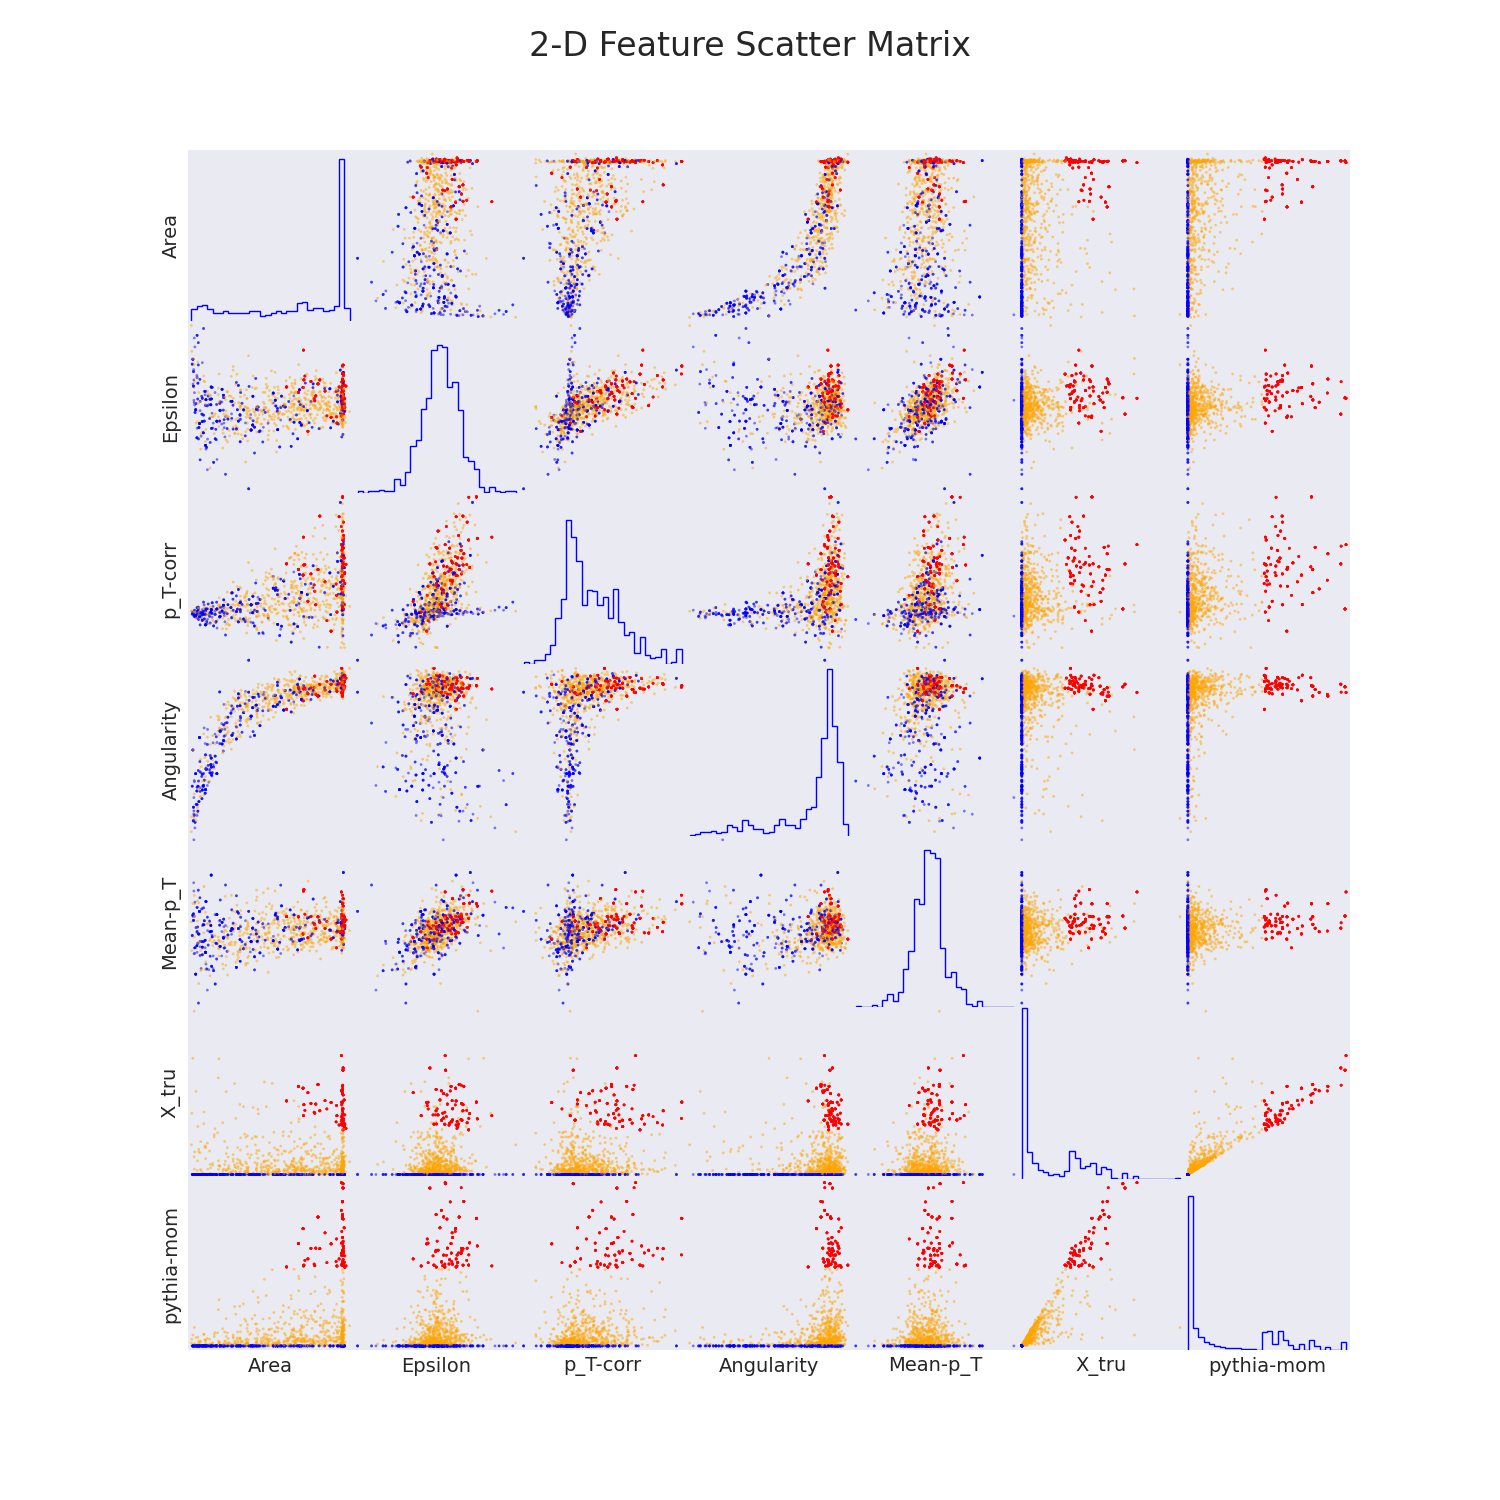 2-D Feature Scatter Matrix
Area
Epsilon
p_T-corr
Angularity
Mean-p_T
X_tru
pythia-mom
Area
Epsilon
p_T-corr
Angularity
Mean-p_T
X_tru
pythia-mom